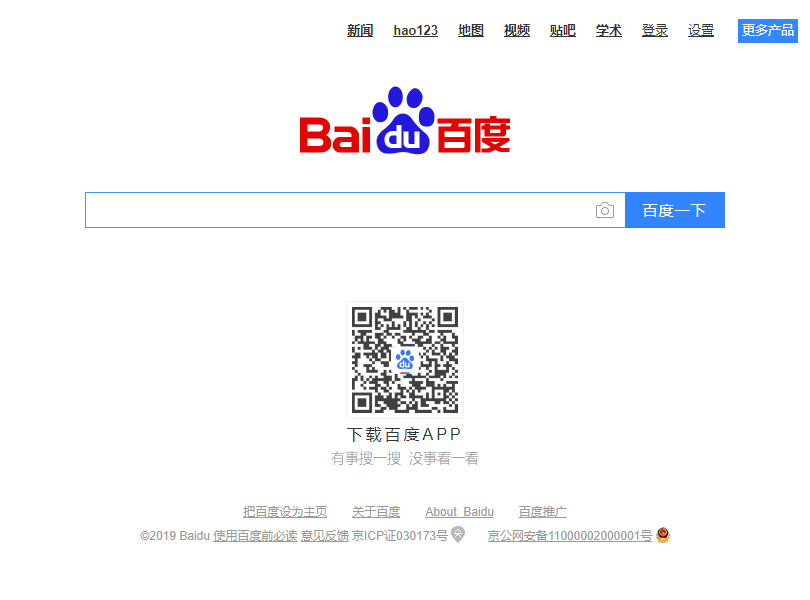 新闻 hao123 地图 视频 贴吧 学术 登录 设置 更多产品
Bai du 百度
百度一下
du
下载百度APP
有事搜一搜 没事看一看
把百度设为主页 关于百度 About Baidu 百度推广
©2019 Baidu 使用百度前必读 意见反馈 京ICP证030173号 京公网安备11000002000001号